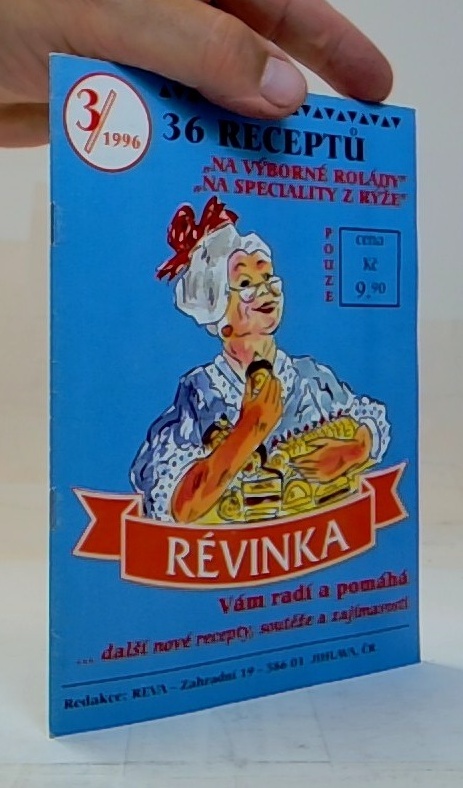 3/1996
36 RECEPTŮ
„NA VÝBORNÉ ROLÁDY"
„NA SPECIALITY Z RÝŽE"
POUZE
cena
Kč
9.90
RÉVINKA
Vám radí a pomáhá
... další nové recepty, soutěže a zajímavosti
Redakce: REVA – Zahradní 19 – 586 01 JIHLAVA, ČR